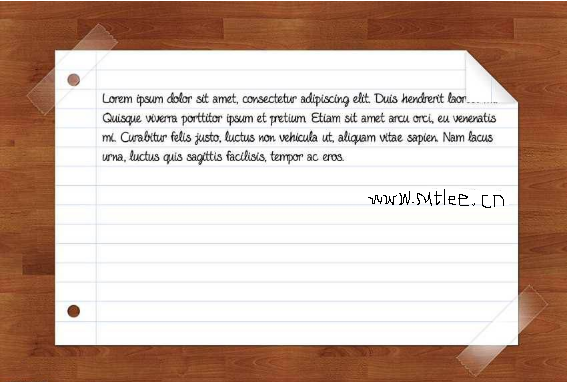 Lorem ipsum dolor sit amet, consectetur adipiscing elit. Duis hendrerit
Quisque viverra porttitor ipsum et pretium. Etiam sit amet arcu orci, eu venenatis
mi. Curabitur felis justo, luctus non vehicula ut, aliquam vitae sapien. Nam lacus
urna, luctus quis sagittis facilisis, tempor ac eros.
www.mtlee.cn